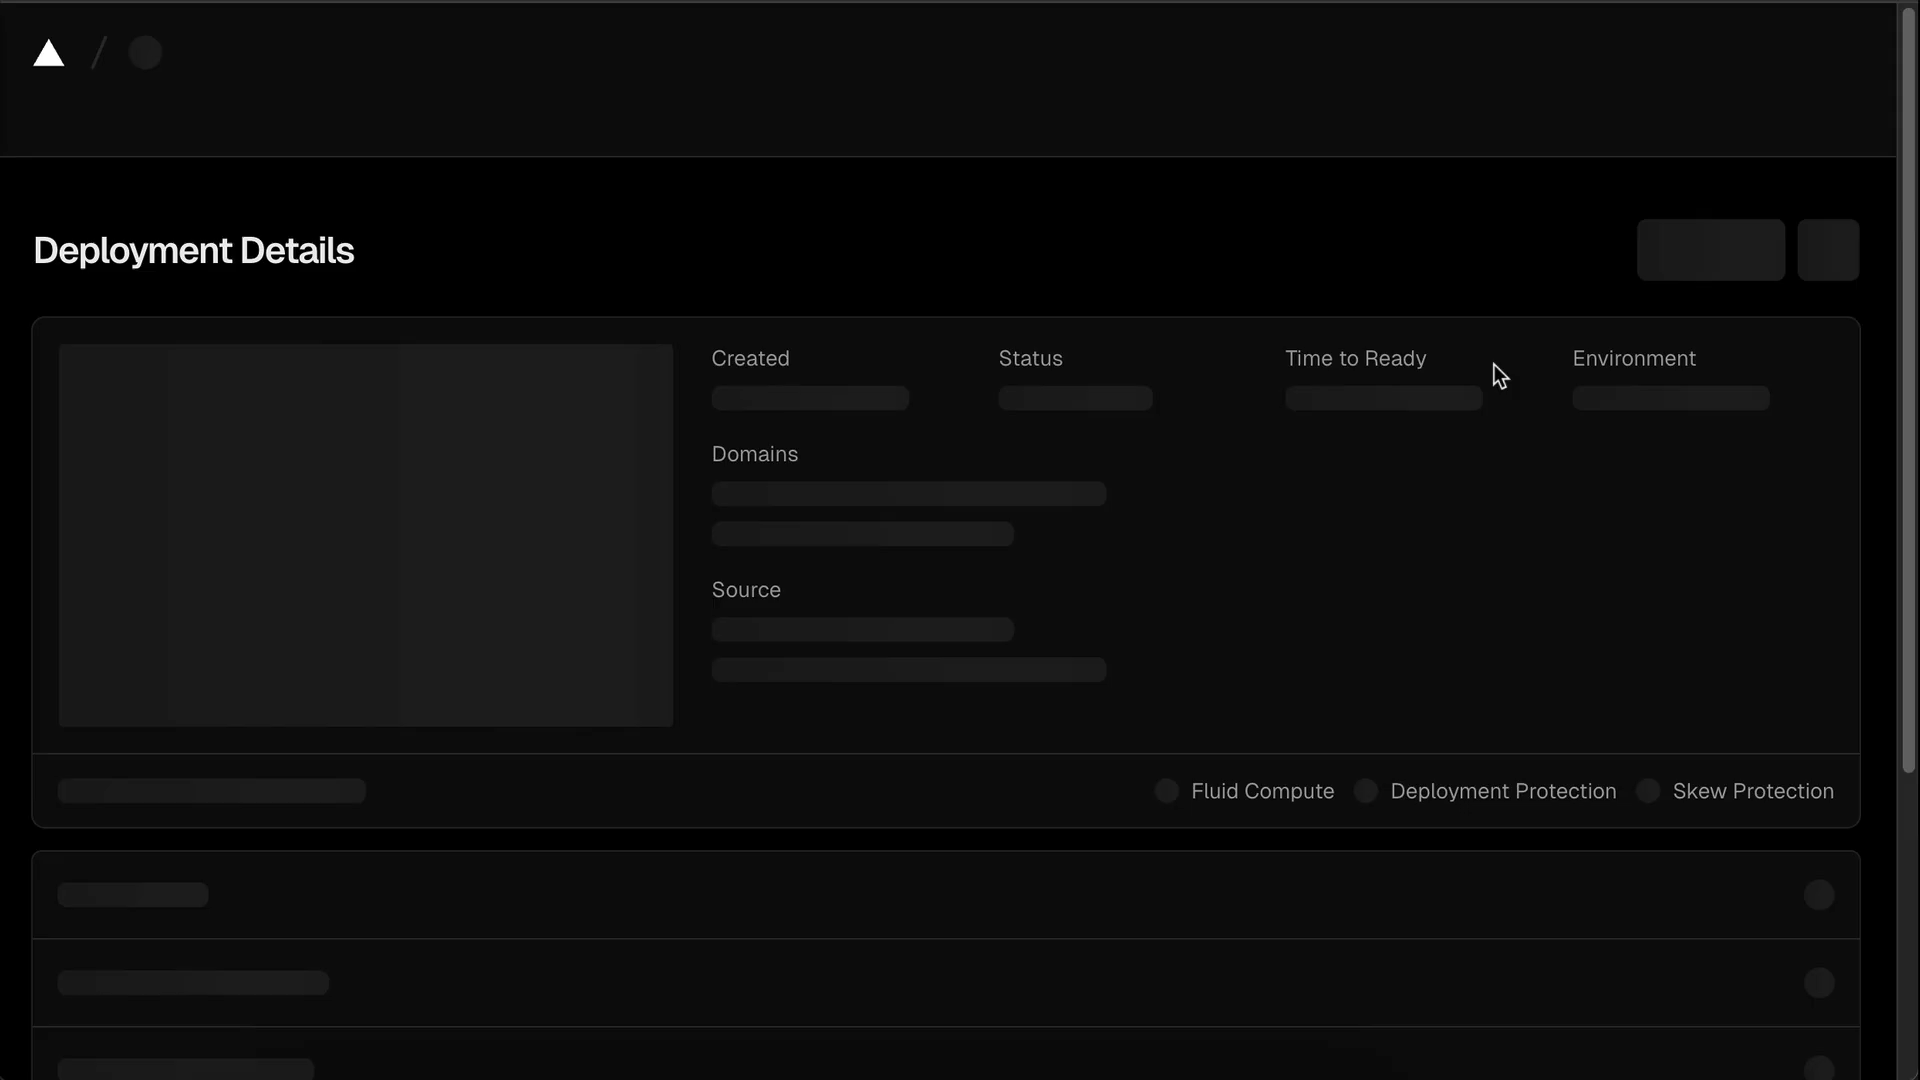 /
Deployment Details
Created
Status
Time to Ready
Environment
Domains
Source
Fluid Compute
Deployment Protection
Skew Protection